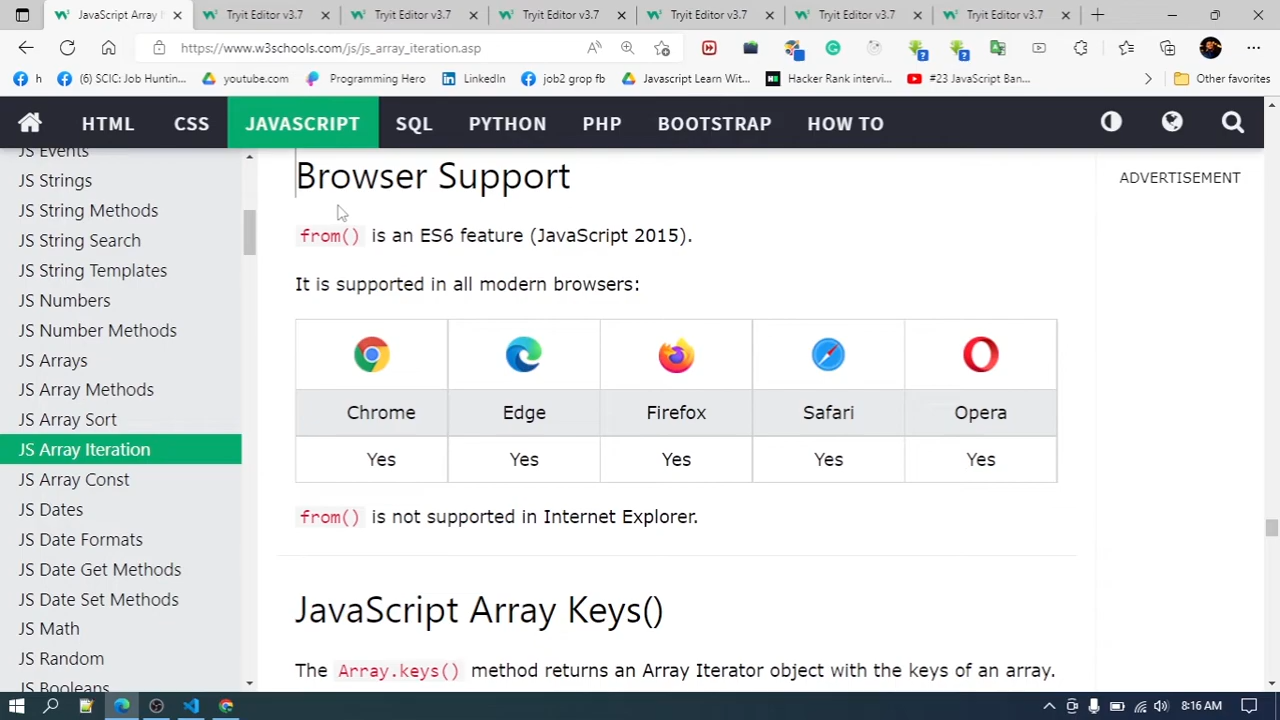 JavaScript Array I
Tryit Editor v3.7
Tryit Editor v3.7
Tryit Editor v3.7
Tryit Editor v3.7
Tryit Editor v3.7
Tryit Editor v3.7
https://www.w3schools.com/js/js_array_iteration.asp
h
(6) SCIC: Job Huntin...
youtube.com
Programming Hero
LinkedIn
job2 grop fb
Javascript Learn Wit...
Hacker Rank intervi...
#23 JavaScript Ban...
Other favorites
HTML
CSS
JAVASCRIPT
SQL
PYTHON
PHP
BOOTSTRAP
HOW TO
JS Events
JS Strings
JS String Methods
JS String Search
JS String Templates
JS Numbers
JS Number Methods
JS Arrays
JS Array Methods
JS Array Sort
JS Array Iteration
JS Array Const
JS Dates
JS Date Formats
JS Date Get Methods
JS Date Set Methods
JS Math
JS Random
JS Booleans
Browser Support
from() is an ES6 feature (JavaScript 2015).
It is supported in all modern browsers:
Chrome Edge Firefox Safari Opera
Yes Yes Yes Yes Yes
from() is not supported in Internet Explorer.
JavaScript Array Keys()
The Array.keys() method returns an Array Iterator object with the keys of an array.
ADVERTISEMENT
8:16 AM